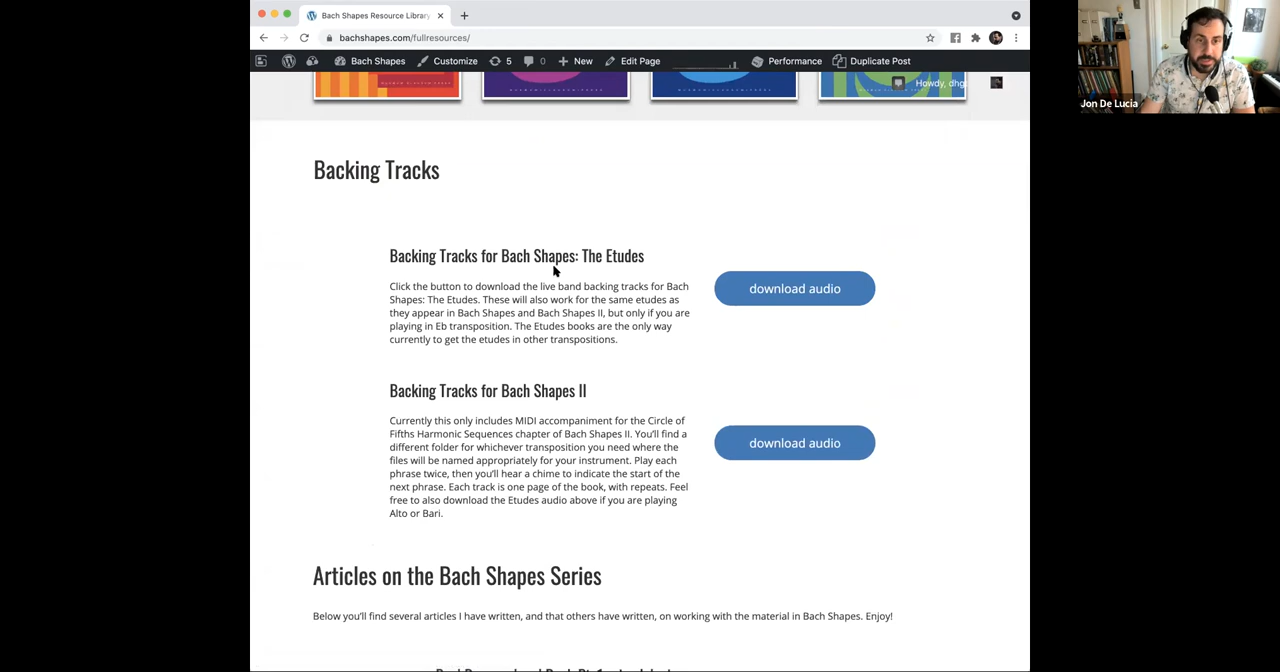 Bach Shapes Resource Library
bachshapes.com/fullresources/
Bach Shapes
Customize
5
0
New
Edit Page
Performance
Duplicate Post
Howdy, dhg
Jon De Lucia
Backing Tracks
Backing Tracks for Bach Shapes: The Etudes
Click the button to download the live band backing tracks for Bach
Shapes: The Etudes. These will also work for the same etudes as
they appear in Bach Shapes and Bach Shapes II, but only if you are
playing in Eb transposition. The Etudes books are the only way
currently to get the etudes in other transpositions.
download audio
Backing Tracks for Bach Shapes II
Currently this only includes MIDI accompaniment for the Circle of
Fifths Harmonic Sequences chapter of Bach Shapes II. You'll find a
different folder for whichever transposition you need where the
files will be named appropriately for your instrument. Play each
phrase twice, then you'll hear a chime to indicate the start of the
next phrase. Each track is one page of the book, with repeats. Feel
free to also download the Etudes audio above if you are playing
Alto or Bari.
download audio
Articles on the Bach Shapes Series
Below you'll find several articles I have written, and that others have written, on working with the material in Bach Shapes. Enjoy!